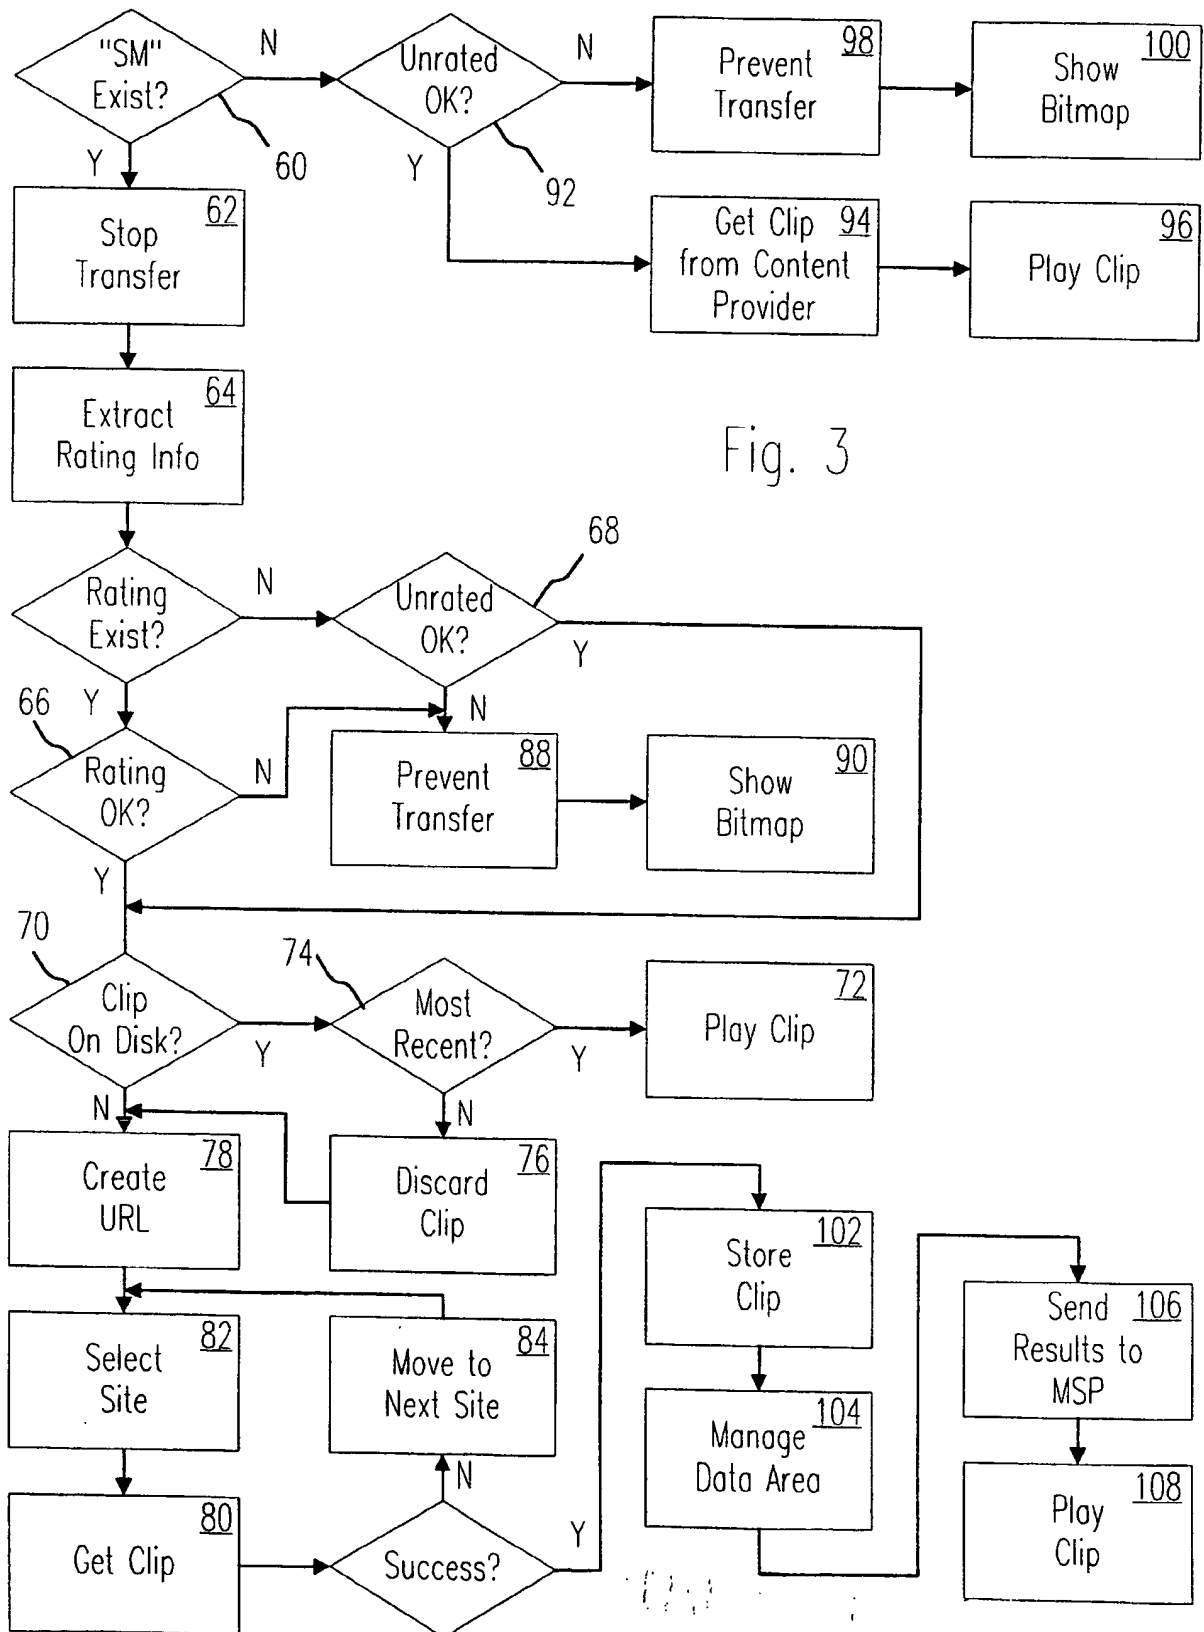 "SM"
Exist?
N
Y
60
Unrated
OK?
N
Y
92
98
Prevent
Transfer
100
Show
Bitmap
62
Stop
Transfer
Get Clip 94
from Content
Provider
96
Play Clip
64
Extract
Rating Info
Fig. 3
Rating
Exist?
N
Y
Unrated
OK?
68
Y
N
66
Rating
OK?
N
Y
88
Prevent
Transfer
90
Show
Bitmap
70
Clip
On Disk?
Y
N
74
Most
Recent?
Y
N
72
Play Clip
78
Create
URL
76
Discard
Clip
102
Store
Clip
82
Select
Site
84
Move to
Next Site
104
Manage
Data Area
Send 106
Results to
MSP
80
Get Clip
N
Success?
Y
108
Play
Clip